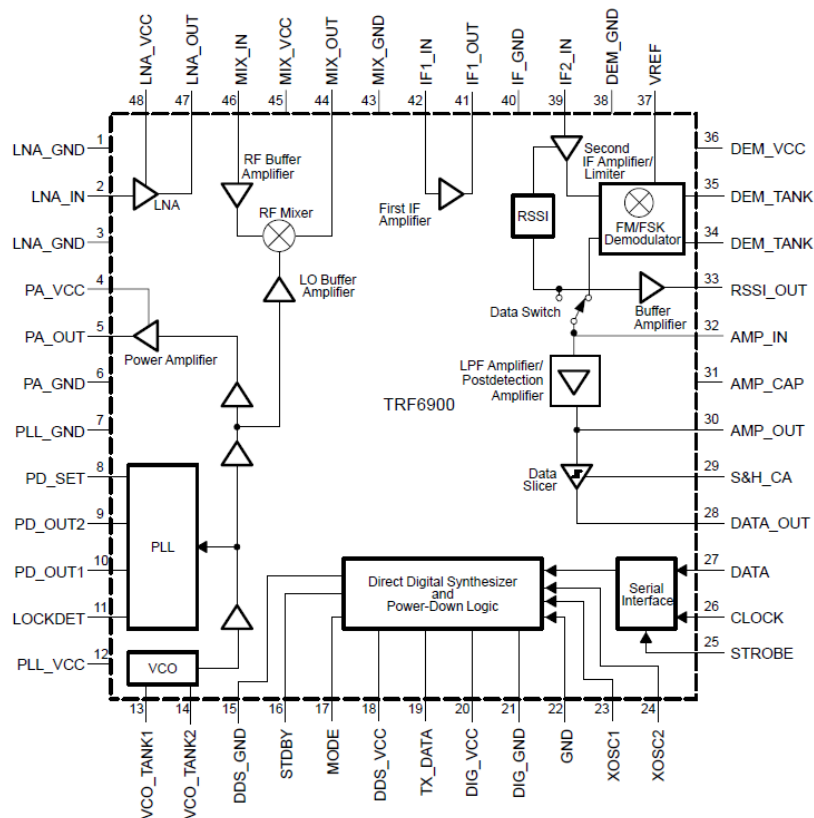 LNA_VCC
LNA_OUT
MIX_IN
MIX_VCC
MIX_OUT
MIX_GND
IF1_IN
IF1_OUT
IF_GND
IF2_IN
DEM_GND
VREF
48
47
46
45
44
43
42
41
40
39
38
37
LNA_GND
1
LNA_IN
2
LNA_GND
3
PA_VCC
4
PA_OUT
5
PA_GND
6
PLL_GND
7
PD_SET
8
PD_OUT2
9
PD_OUT1
10
LOCKDET
11
PLL_VCC
12
36
DEM_VCC
35
DEM_TANK
34
DEM_TANK
33
RSSI_OUT
32
AMP_IN
31
AMP_CAP
30
AMP_OUT
29
S&H_CA
28
DATA_OUT
27
DATA
26
CLOCK
25
STROBE
LNA
RF Buffer
Amplifier
RF Mixer
First IF
Amplifier
Second
IF Amplifier/
Limiter
RSSI
FM/FSK
Demodulator
LO Buffer
Amplifier
Data Switch
Buffer
Amplifier
Power Amplifier
LPF Amplifier/
Postdetection
Amplifier
TRF6900
Data
Slicer
PLL
Direct Digital Synthesizer
and
Power-Down Logic
Serial
Interface
VCO
13
14
15
16
17
18
19
20
21
22
23
24
VCO_TANK1
VCO_TANK2
DDS_GND
STDBY
MODE
DDS_VCC
TX_DATA
DIG_VCC
DIG_GND
GND
XOSC1
XOSC2